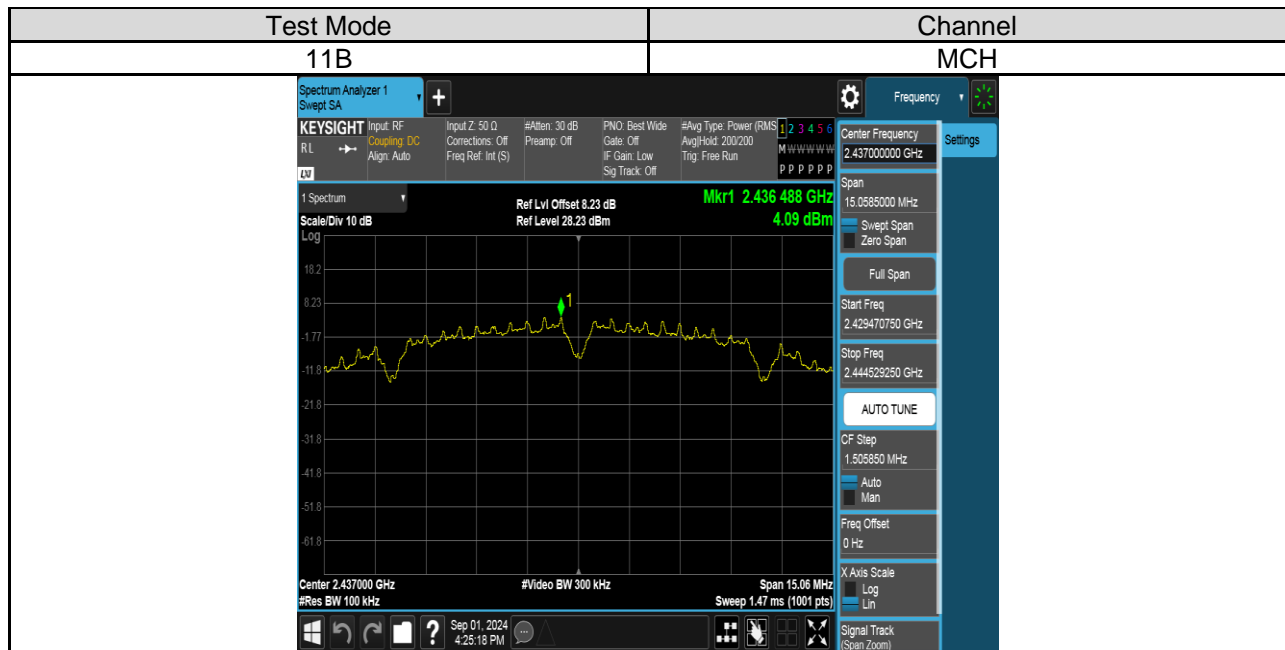 Test Mode Channel
11B MCH
Spectrum Analyzer 1
Swept SA
Frequency
KEYSIGHT
RL
LXI
Input: RF
Coupling: DC
Align: Auto
Input Z: 50 Ω
Corrections: Off
Freq Ref: Int (S)
#Atten: 30 dB
Preamp: Off
PNO: Best Wide
Gate: Off
IF Gain: Low
Sig Track: Off
#Avg Type: Power (RMS
Avg|Hold: 200/200
Trig: Free Run
1 2 3 4 5 6
M W W W W W
P P P P P P
1 Spectrum
Scale/Div 10 dB
Ref Lvl Offset 8.23 dB
Ref Level 28.23 dBm
Mkr1 2.436 488 GHz
4.09 dBm
Log
18.2
8.23
-1.77
-11.8
-21.8
-31.8
-41.8
-51.8
-61.8
1
Center 2.437000 GHz
#Res BW 100 kHz
#Video BW 300 kHz
Span 15.06 MHz
Sweep 1.47 ms (1001 pts)
?
Sep 01, 2024
4:25:18 PM
Center Frequency
2.437000000 GHz
Settings
Span
15.0585000 MHz
Swept Span
Zero Span
Full Span
Start Freq
2.429470750 GHz
Stop Freq
2.444529250 GHz
AUTO TUNE
CF Step
1.505850 MHz
Auto
Man
Freq Offset
0 Hz
X Axis Scale
Log
Lin
Signal Track
(Span Zoom)